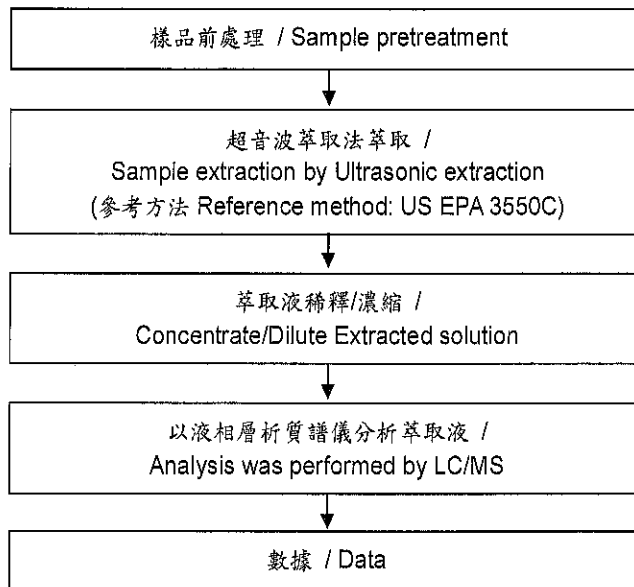 樣品前處理 / Sample pretreatment
超音波萃取法萃取 /
Sample extraction by Ultrasonic extraction
(參考方法 Reference method: US EPA 3550C)
萃取液稀釋/濃縮 /
Concentrate/Dilute Extracted solution
以液相層析質譜儀分析萃取液 /
Analysis was performed by LC/MS
數據 / Data